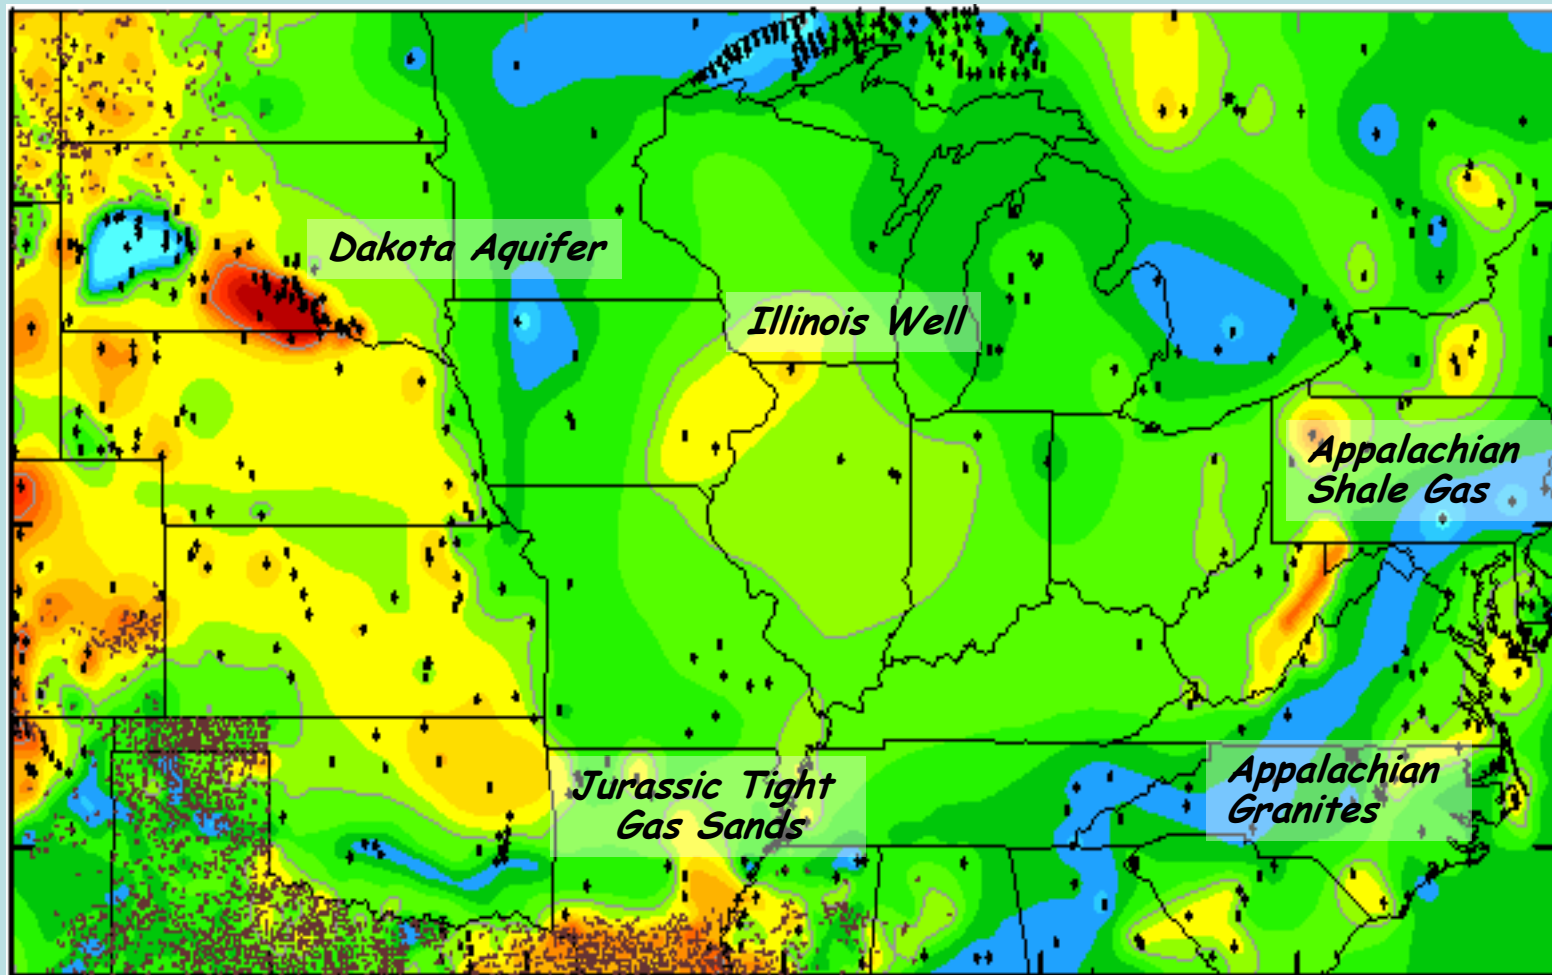 Dakota Aquifer
Illinois Well
Appalachian
Shale Gas
Jurassic Tight
Gas Sands
Appalachian
Granites